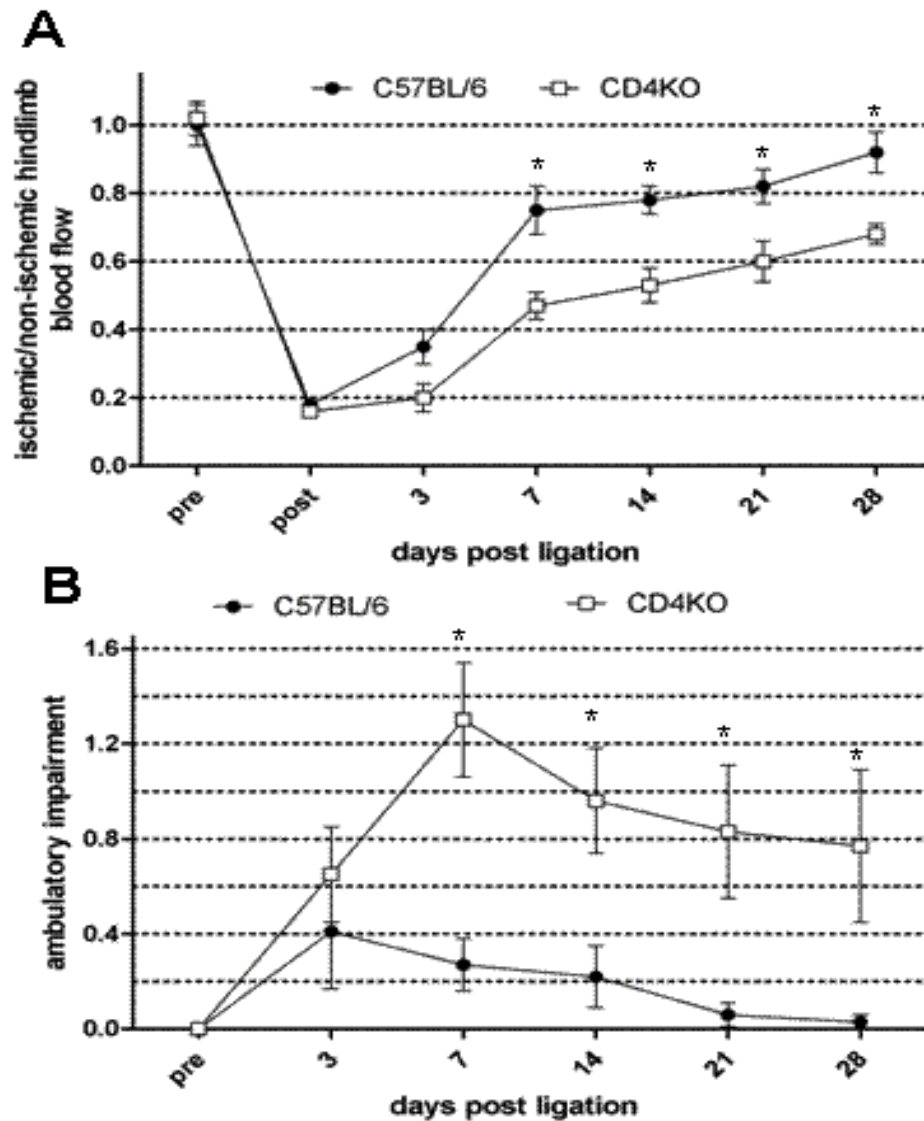 A
C57BL/6 CD4KO
* * * *
1.0
0.8
0.6
0.4
0.2
0.0
ischemic/non-ischemic hindlimb
blood flow
pre post 3 7 14 21 28
days post ligation
B
C57BL/6 CD4KO
* * * *
1.6
1.2
0.8
0.4
0.0
ambulatory impairment
pre 3 7 14 21 28
days post ligation